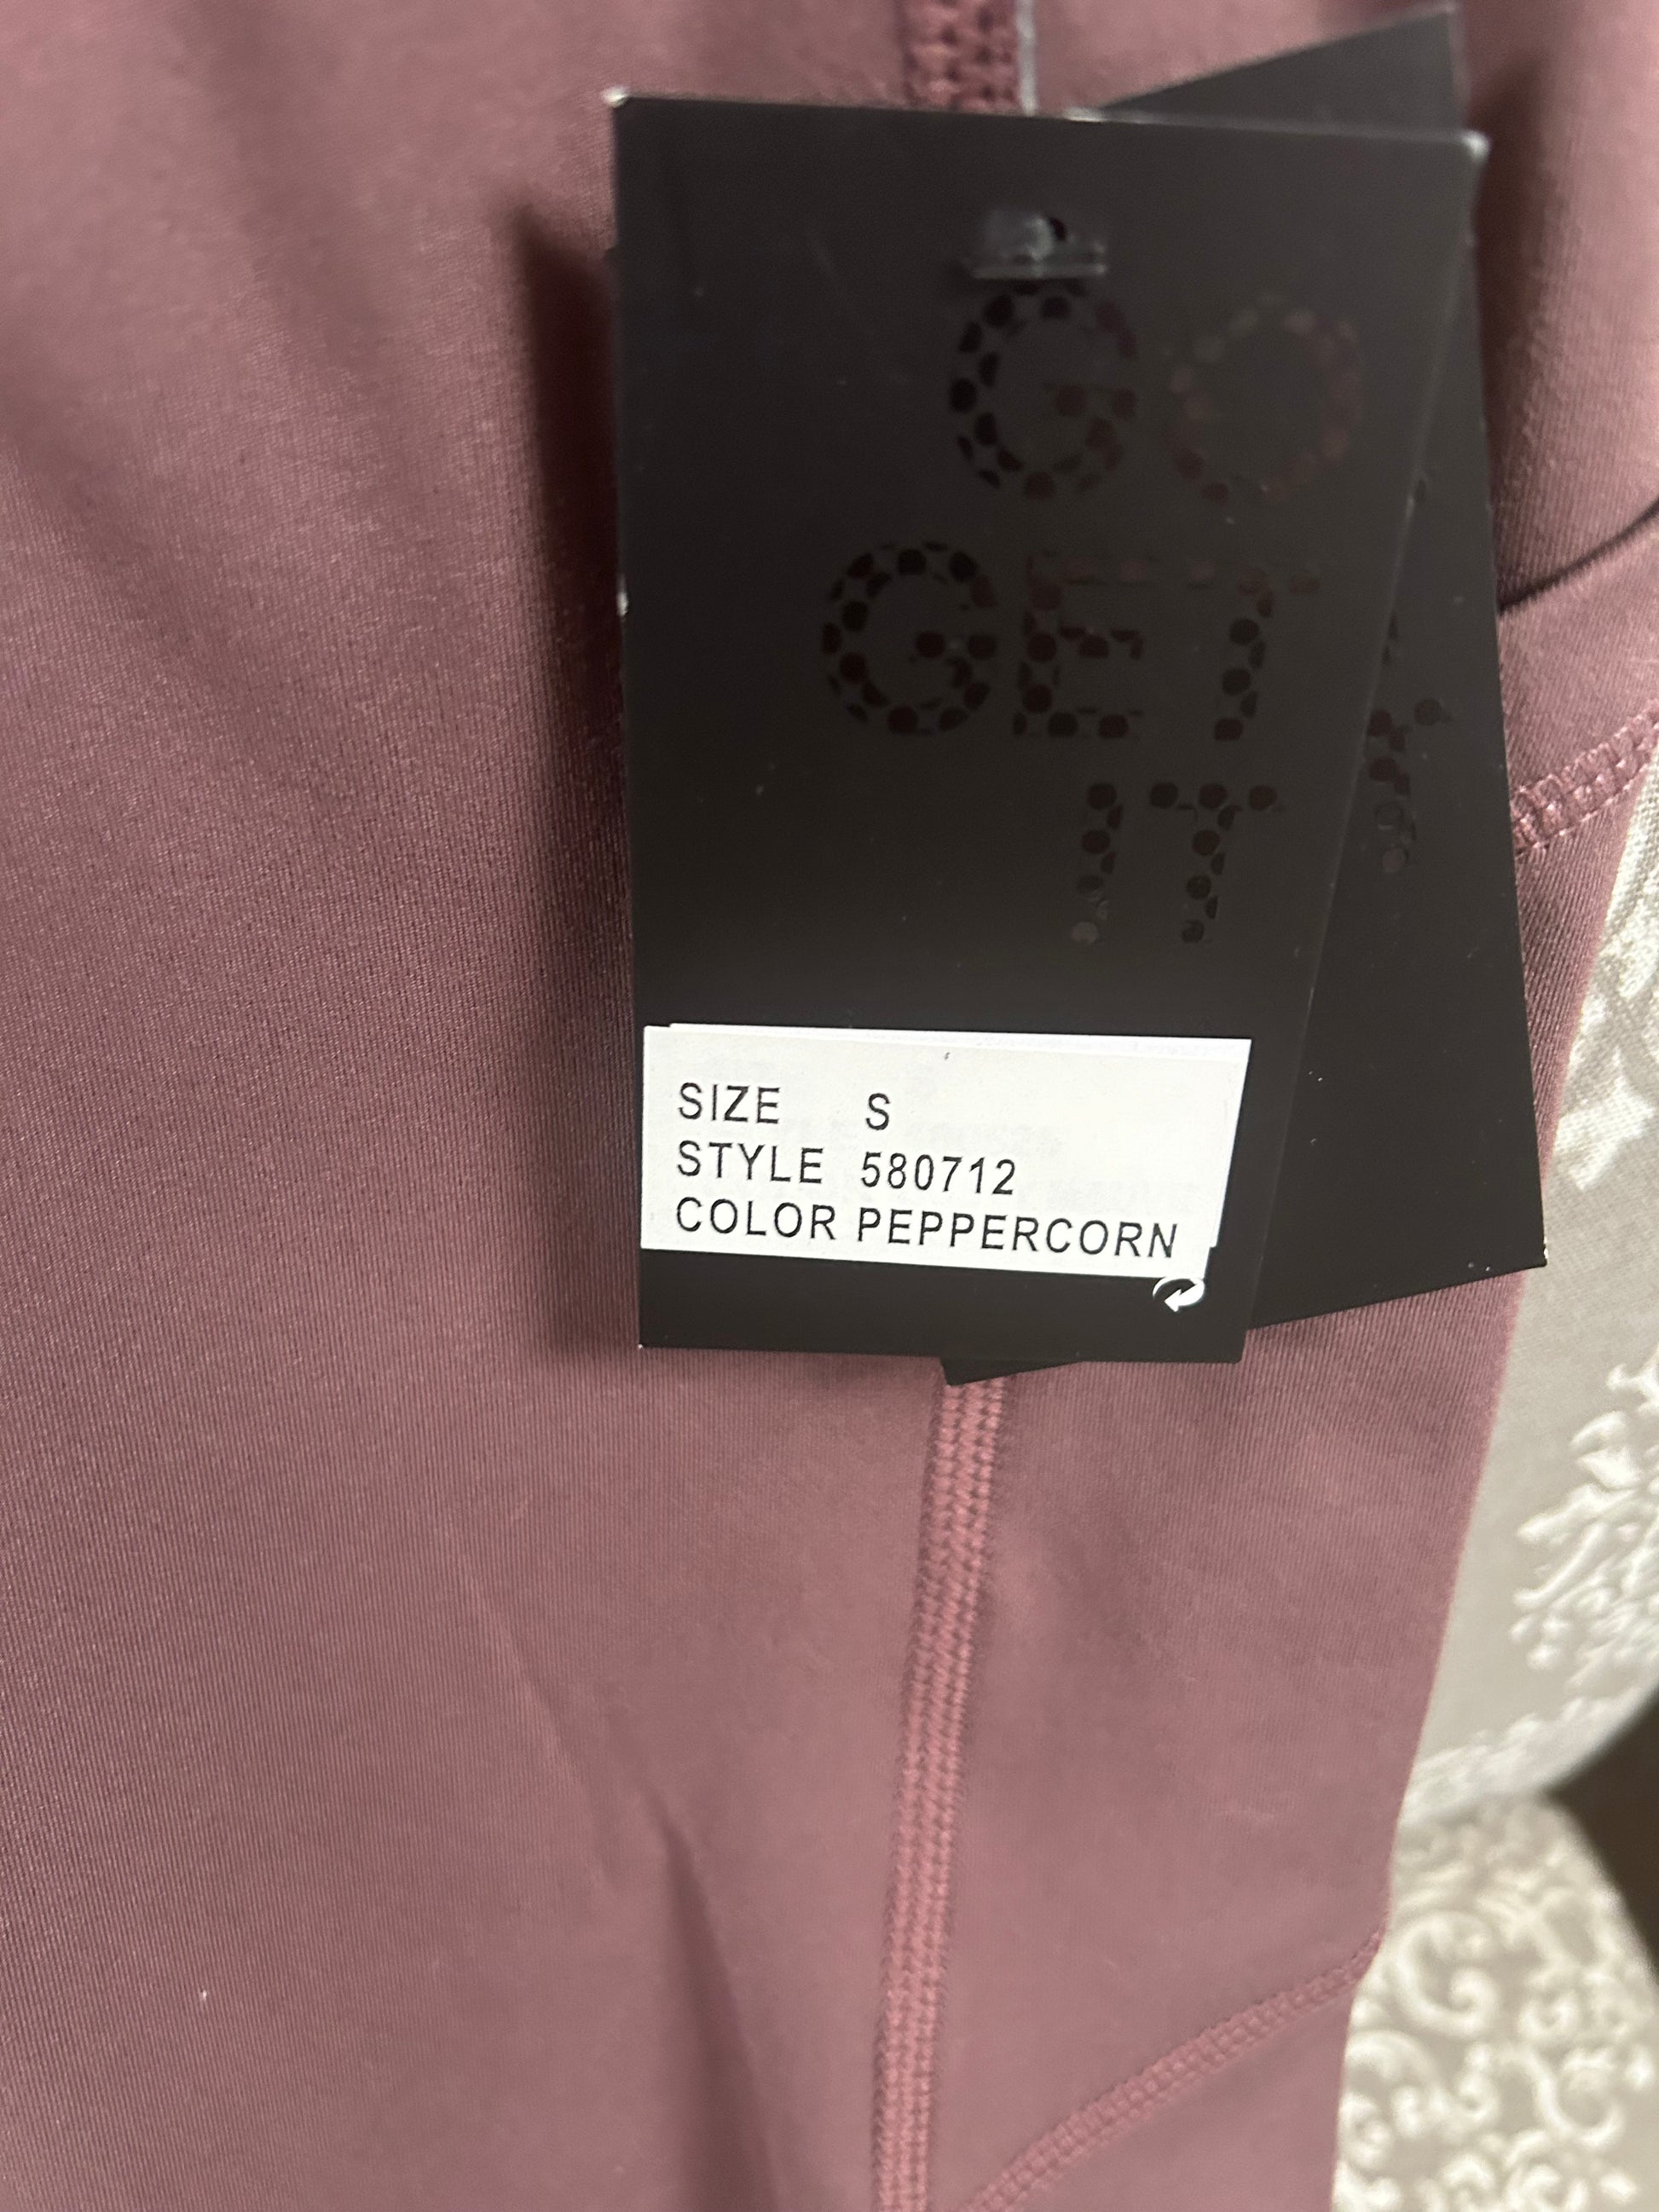 GO
GET
IT
SIZE S
STYLE 580712
COLOR PEPPERCORN